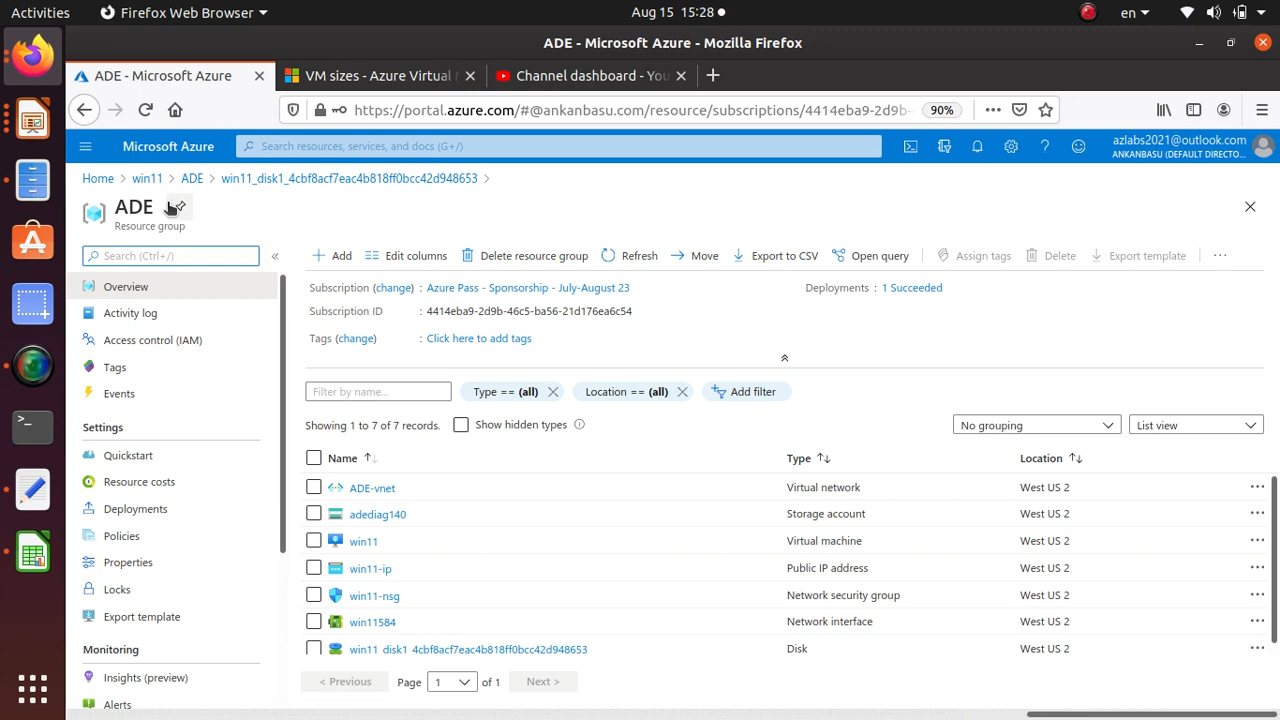 Activities
Firefox Web Browser
Aug 15 15:28
en
ADE - Microsoft Azure - Mozilla Firefox
ADE - Microsoft Azure
VM sizes - Azure Virtual M
Channel dashboard - You
https://portal.azure.com/#@ankanbasu.com/resource/subscriptions/4414eba9-2d9b-
90%
Microsoft Azure
Search resources, services, and docs (G+/)
azlabs2021@outlook.com
ANKANBASU (DEFAULT DIRECTO...
Home > win11 > ADE > win11_disk1_4cbf8acf7eac4b818ff0bcc42d948653 >
ADE
Resource group
Search (Ctrl+/)
«
Overview
Activity log
Access control (IAM)
Tags
Events
Settings
Quickstart
Resource costs
Deployments
Policies
Properties
Locks
Export template
Monitoring
Insights (preview)
Alerts
Add
Edit columns
Delete resource group
Refresh
Move
Export to CSV
Open query
Assign tags
Delete
Export template
...
Subscription (change) : Azure Pass - Sponsorship - July-August 23
Deployments : 1 Succeeded
Subscription ID : 4414eba9-2d9b-46c5-ba56-21d176ea6c54
Tags (change) : Click here to add tags
Filter by name...
Type == (all)
Location == (all)
Add filter
Showing 1 to 7 of 7 records.
Show hidden types
No grouping
List view
Name
Type
Location
ADE-vnet Virtual network West US 2 ...
adediag140 Storage account West US 2 ...
win11 Virtual machine West US 2 ...
win11-ip Public IP address West US 2 ...
win11-nsg Network security group West US 2 ...
win11584 Network interface West US 2 ...
win11_disk1_4cbf8acf7eac4b818ff0bcc42d948653 Disk West US 2 ...
< Previous
Page 1 of 1
Next >